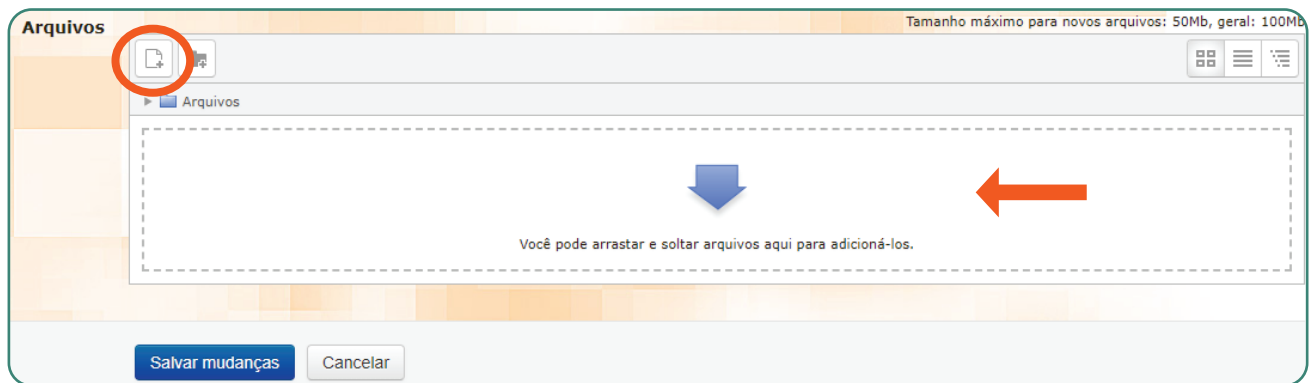 Arquivos
Tamanho máximo para novos arquivos: 50Mb, geral: 100Mb
Arquivos
Você pode arrastar e soltar arquivos aqui para adicioná-los.
Salvar mudanças
Cancelar